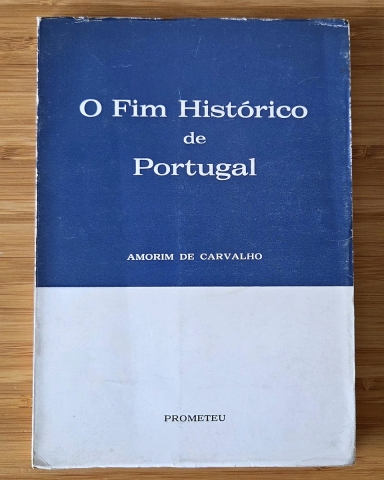 O Fim Histórico
de
Portugal
AMORIM DE CARVALHO
PROMETEU